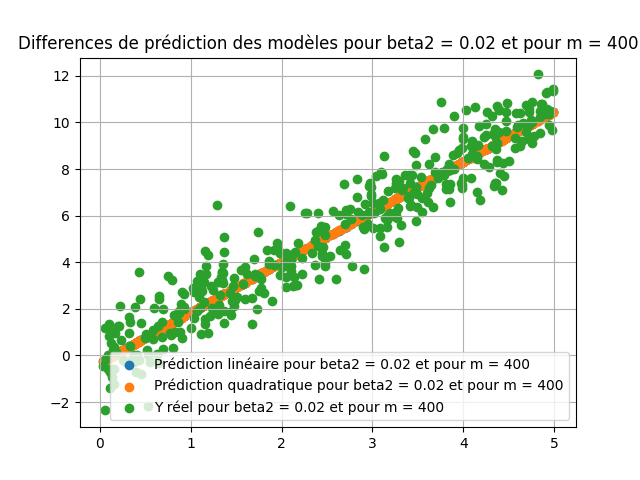 Differences de prédiction des modèles pour beta2 = 0.02 et pour m = 400
12
10
8
6
4
2
0
−2
Prédiction linéaire pour beta2 = 0.02 et pour m = 400
Prédiction quadratique pour beta2 = 0.02 et pour m = 400
Y réel pour beta2 = 0.02 et pour m = 400
0 1 2 3 4 5